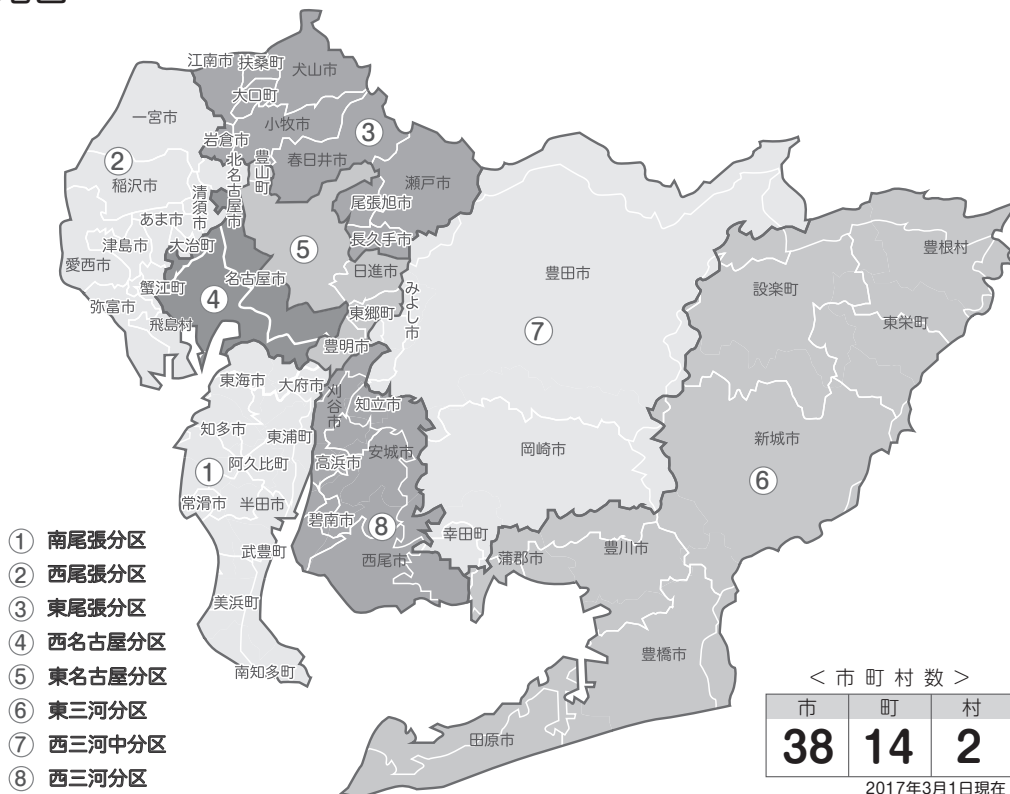 江南市
扶桑町
犬山市
大口町
一宮市
小牧市
岩倉市
③
②
北名古屋市
豊山町
春日井市
稲沢市
清須市
瀬戸市
尾張旭市
あま市
津島市
大治町
長久手市
⑤
愛西市
名古屋市
日進市
豊田市
みよし市
蟹江町
④
弥富市
飛島村
東郷町
豊明市
⑦
豊根村
設楽町
東栄町
東海市
大府市
刈谷市
知立市
知多市
東浦町
安城市
岡崎市
新城市
阿久比町
高浜市
①
⑥
常滑市
半田市
碧南市
⑧
幸田町
豊川市
武豊町
西尾市
蒲郡市
美浜町
豊橋市
南知多町
田原市
① 南尾張分区
② 西尾張分区
③ 東尾張分区
④ 西名古屋分区
⑤ 東名古屋分区
⑥ 東三河分区
⑦ 西三河中分区
⑧ 西三河分区
<市町村数>
市 町 村
38 14 2
2017年3月1日現在